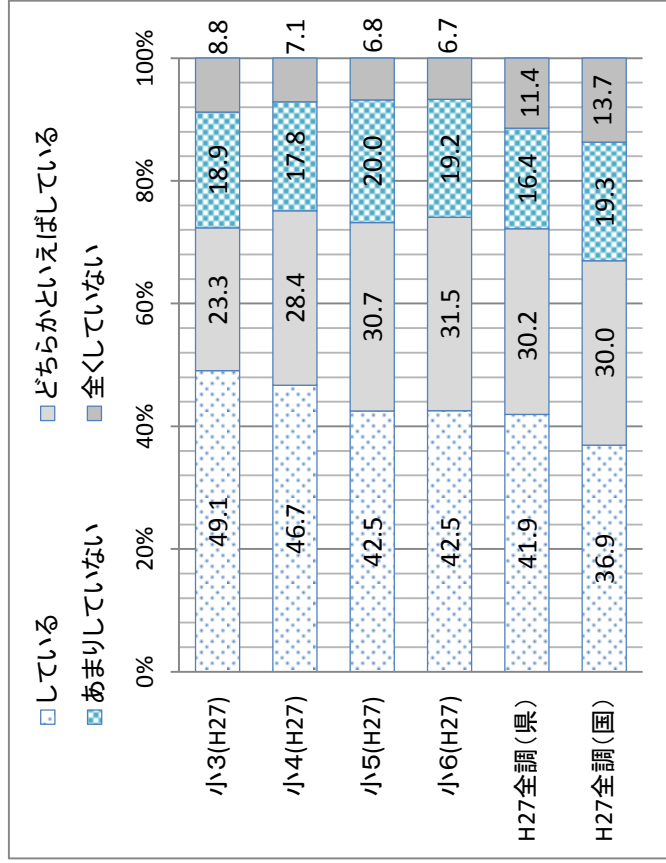 している
どちらかといえばしている
あまりしていない
全くしていない
0% 20% 40% 60% 80% 100%
小3(H27) 49.1 23.3 18.9 8.8
小4(H27) 46.7 28.4 17.8 7.1
小5(H27) 42.5 30.7 20.0 6.8
小6(H27) 42.5 31.5 19.2 6.7
H27全調(県) 41.9 30.2 16.4 11.4
H27全調(国) 36.9 30.0 19.3 13.7